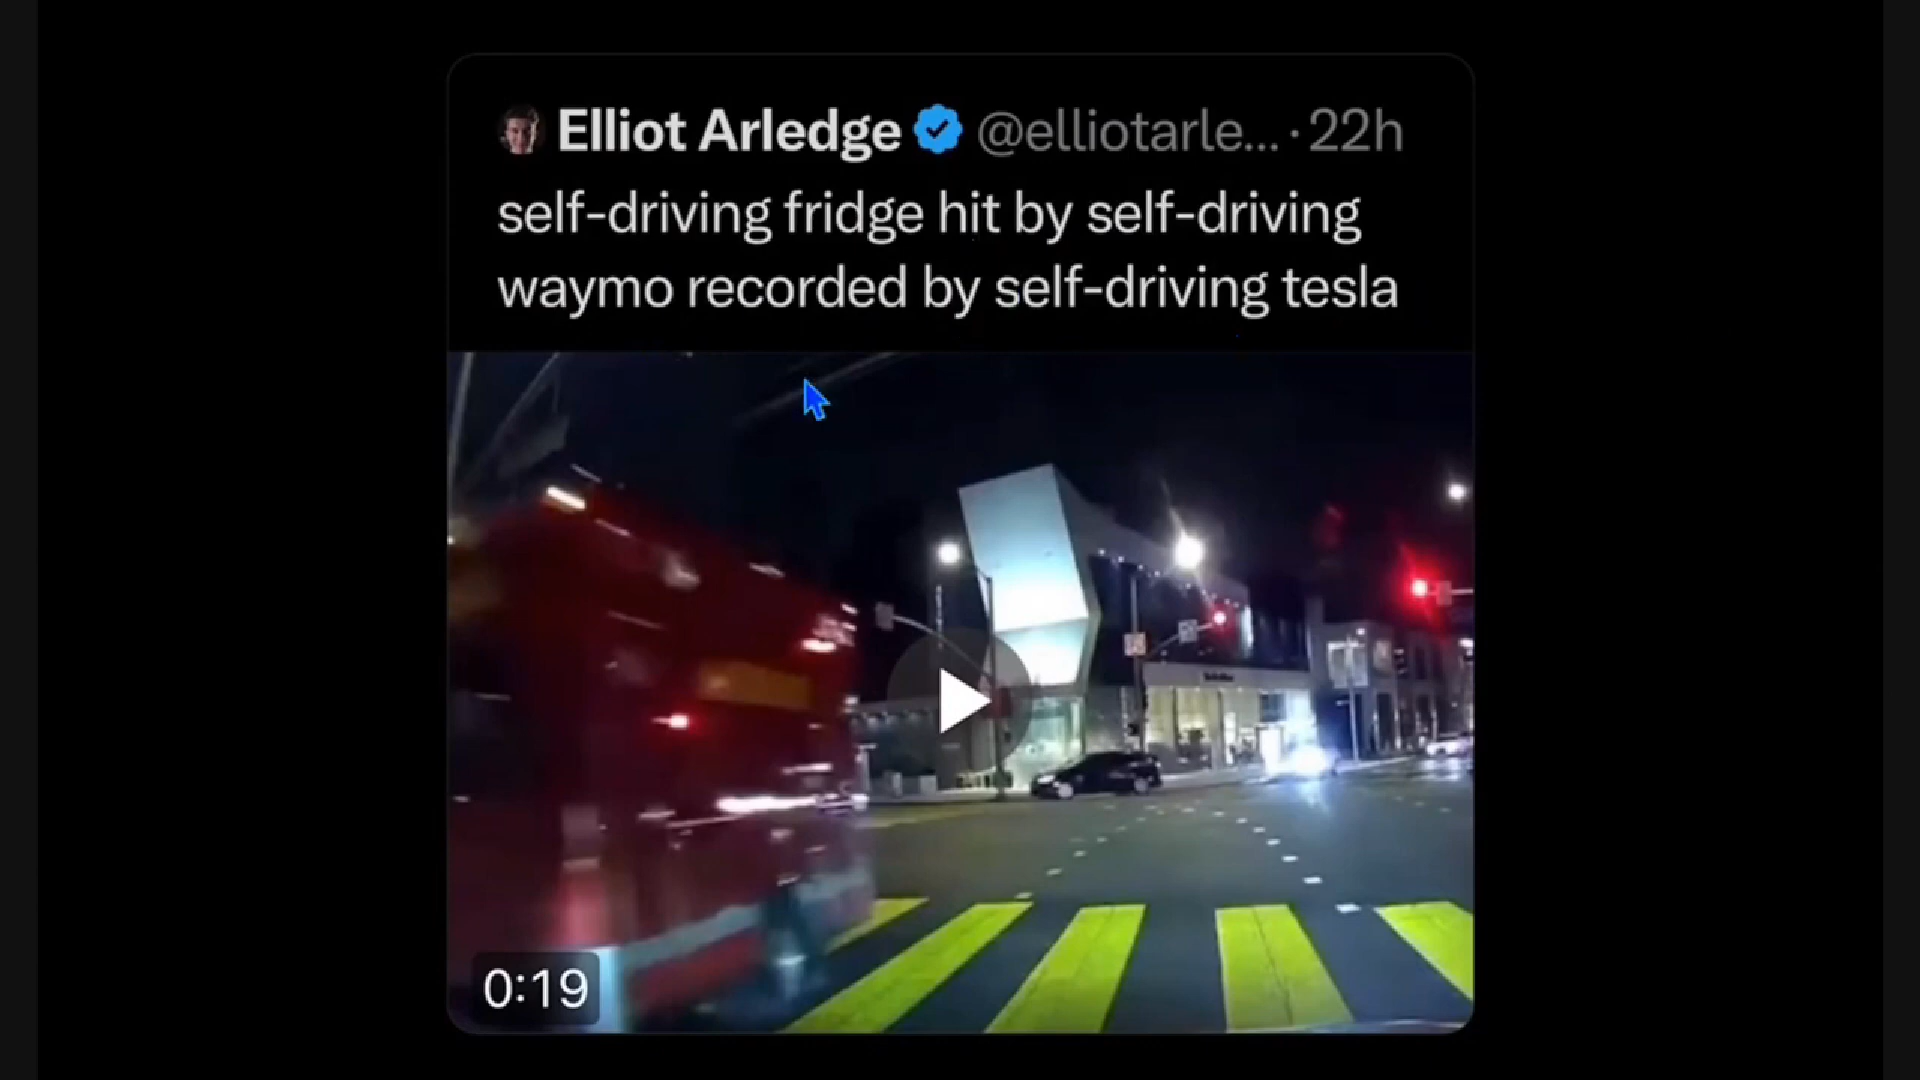 Elliot Arledge @elliotarle... · 22h
self-driving fridge hit by self-driving
waymo recorded by self-driving tesla
0:19